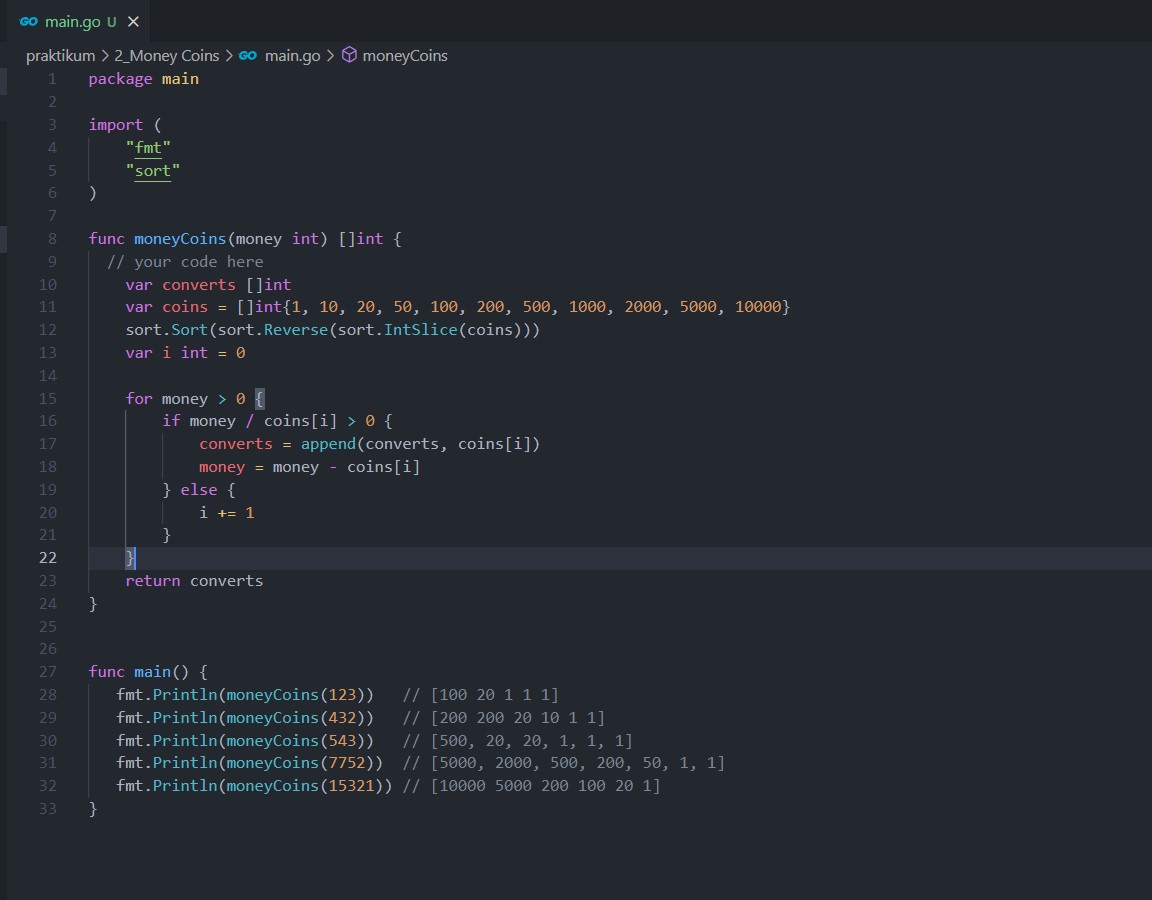 GO main.go U ×
praktikum > 2_Money Coins > GO main.go > moneyCoins
1 package main
2
3 import (
4     "fmt"
5     "sort"
6 )
7
8 func moneyCoins(money int) []int {
9   // your code here
10     var converts []int
11     var coins = []int{1, 10, 20, 50, 100, 200, 500, 1000, 2000, 5000, 10000}
12     sort.Sort(sort.Reverse(sort.IntSlice(coins)))
13     var i int = 0
14
15     for money > 0 {
16         if money / coins[i] > 0 {
17             converts = append(converts, coins[i])
18             money = money - coins[i]
19         } else {
20             i += 1
21         }
22     }
23     return converts
24 }
25
26
27 func main() {
28    fmt.Println(moneyCoins(123))   // [100 20 1 1 1]
29    fmt.Println(moneyCoins(432))   // [200 200 20 10 1 1]
30    fmt.Println(moneyCoins(543))   // [500, 20, 20, 1, 1, 1]
31    fmt.Println(moneyCoins(7752))  // [5000, 2000, 500, 200, 50, 1, 1]
32    fmt.Println(moneyCoins(15321)) // [10000 5000 200 100 20 1]
33 }